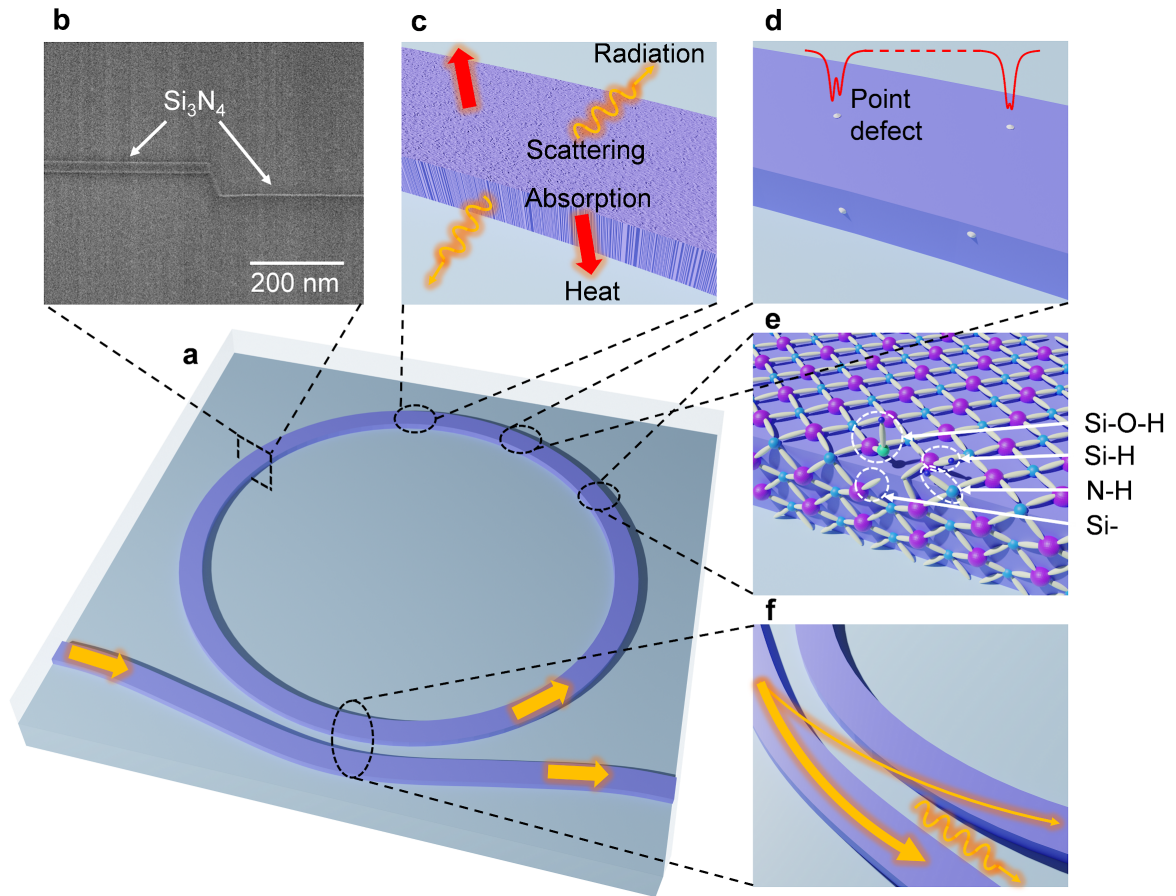 b
c
d
Si₃N₄
200 nm
Radiation
Scattering
Absorption
Heat
Point
defect
a
e
Si-O-H
Si-H
N-H
Si-
f